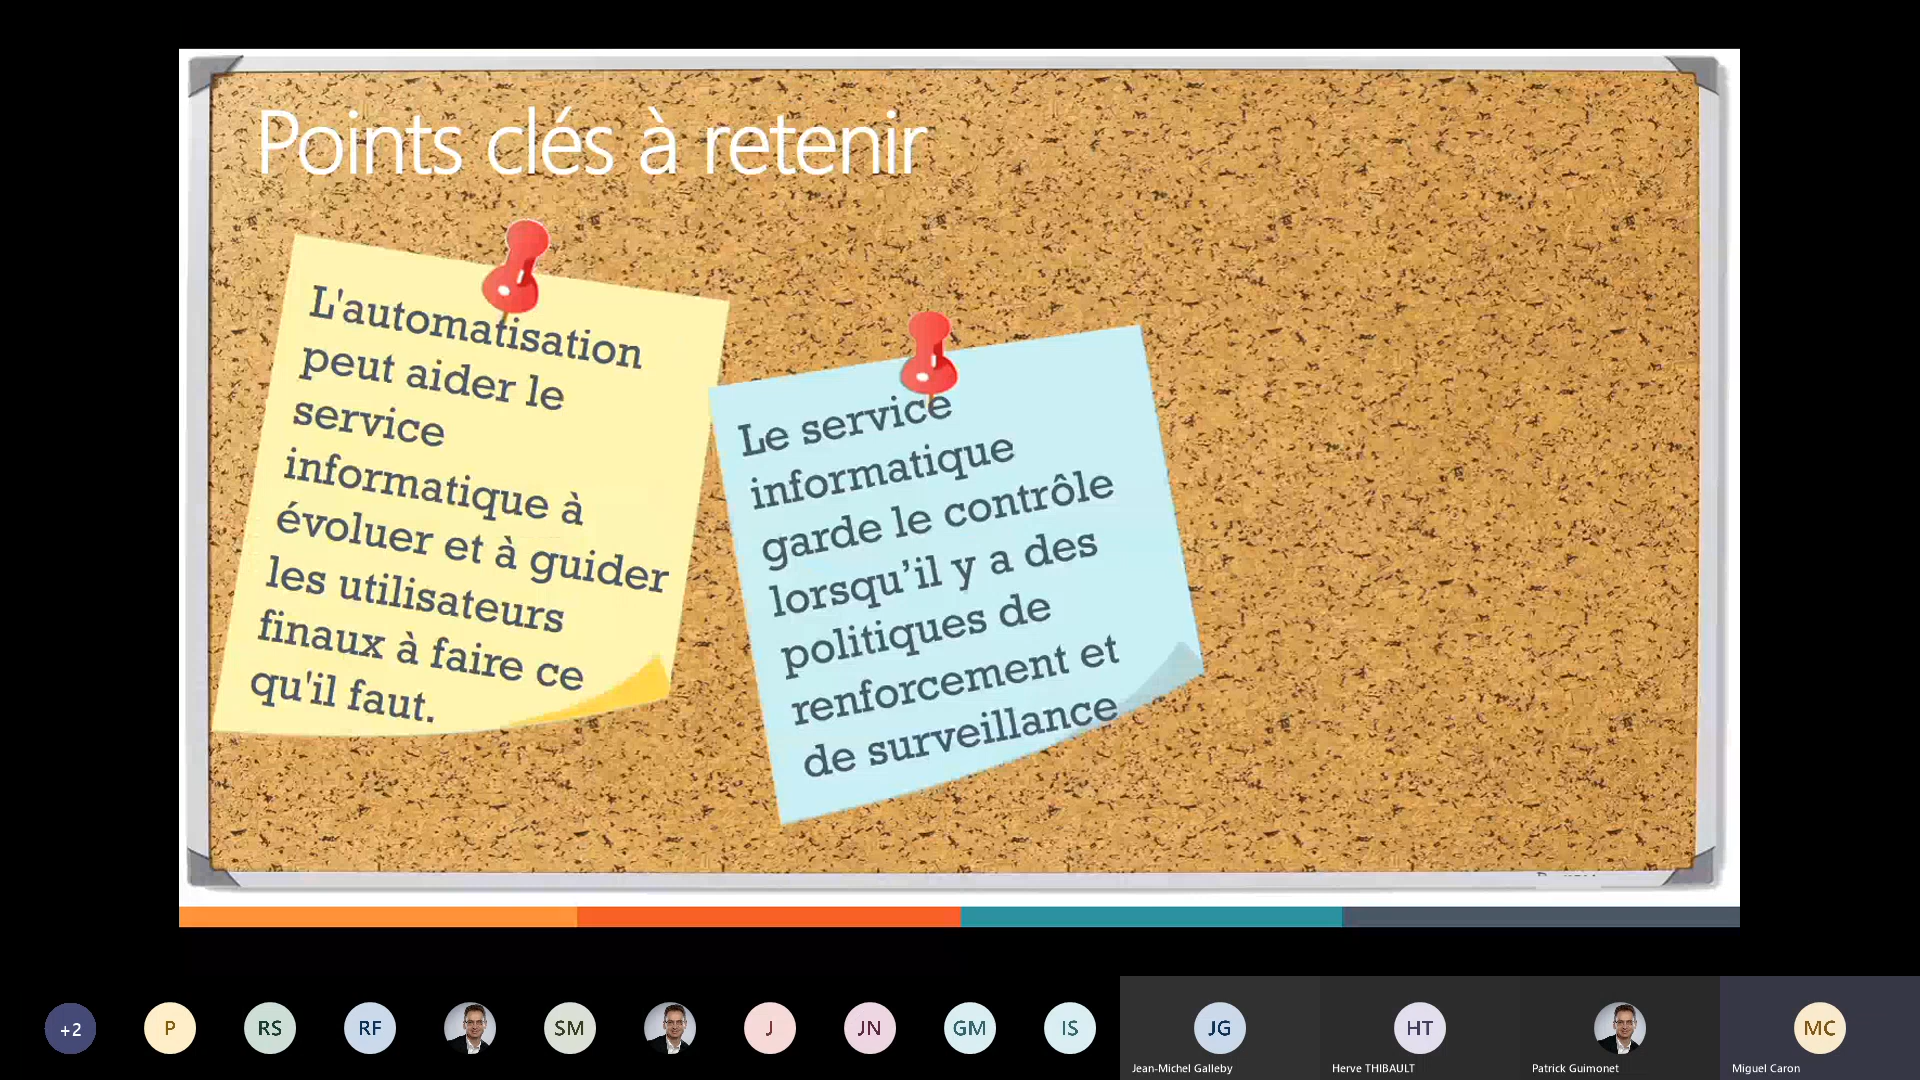 Points clés à retenir
L'automatisation
peut aider le
service
informatique à
évoluer et à guider
les utilisateurs
finaux à faire ce
qu'il faut.
Le service
informatique
garde le contrôle
lorsqu’il y a des
politiques de
renforcement et
de surveillance
+2
P
RS
RF
SM
J
JN
GM
IS
JG
HT
MC
Jean-Michel Galleby
Herve THIBAULT
Patrick Guimonet
Miguel Caron